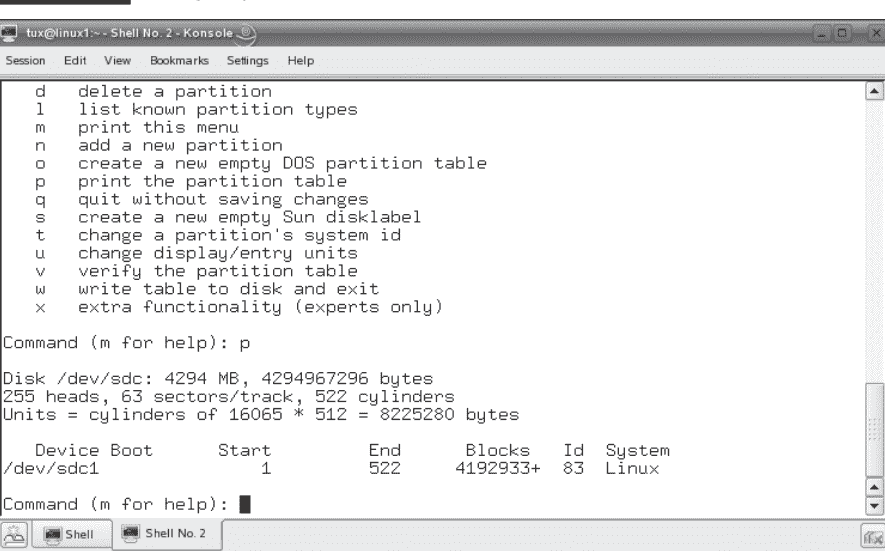 tux@linux1:~ - Shell No. 2 - Konsole
Session Edit View Bookmarks Settings Help
d delete a partition
l list known partition types
m print this menu
n add a new partition
o create a new empty DOS partition table
p print the partition table
q quit without saving changes
s create a new empty Sun disklabel
t change a partition's system id
u change display/entry units
v verify the partition table
w write table to disk and exit
x extra functionality (experts only)
Command (m for help): p
Disk /dev/sdc: 4294 MB, 4294967296 bytes
255 heads, 63 sectors/track, 522 cylinders
Units = cylinders of 16065 * 512 = 8225280 bytes
Device Boot Start End Blocks Id System
/dev/sdc1 1 522 4192933+ 83 Linux
Command (m for help):
Shell Shell No. 2